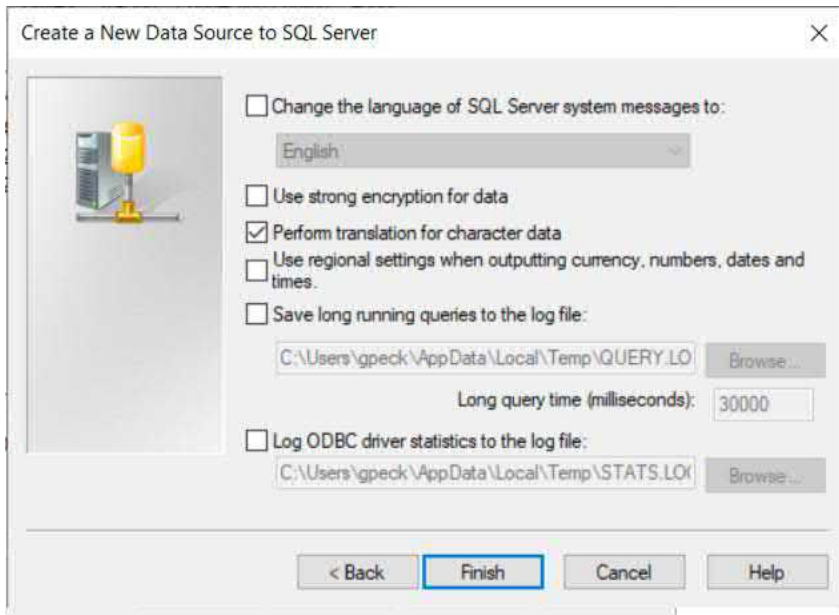 Create a New Data Source to SQL Server
Change the language of SQL Server system messages to:
English
Use strong encryption for data
Perform translation for character data
Use regional settings when outputting currency, numbers, dates and
times.
Save long running queries to the log file:
C:\Users\gpeck\AppData\Local\Temp\QUERY.LO
Browse...
Long query time (milliseconds):
30000
Log ODBC driver statistics to the log file:
C:\Users\gpeck\AppData\Local\Temp\STATS.LOG
Browse...
< Back
Finish
Cancel
Help